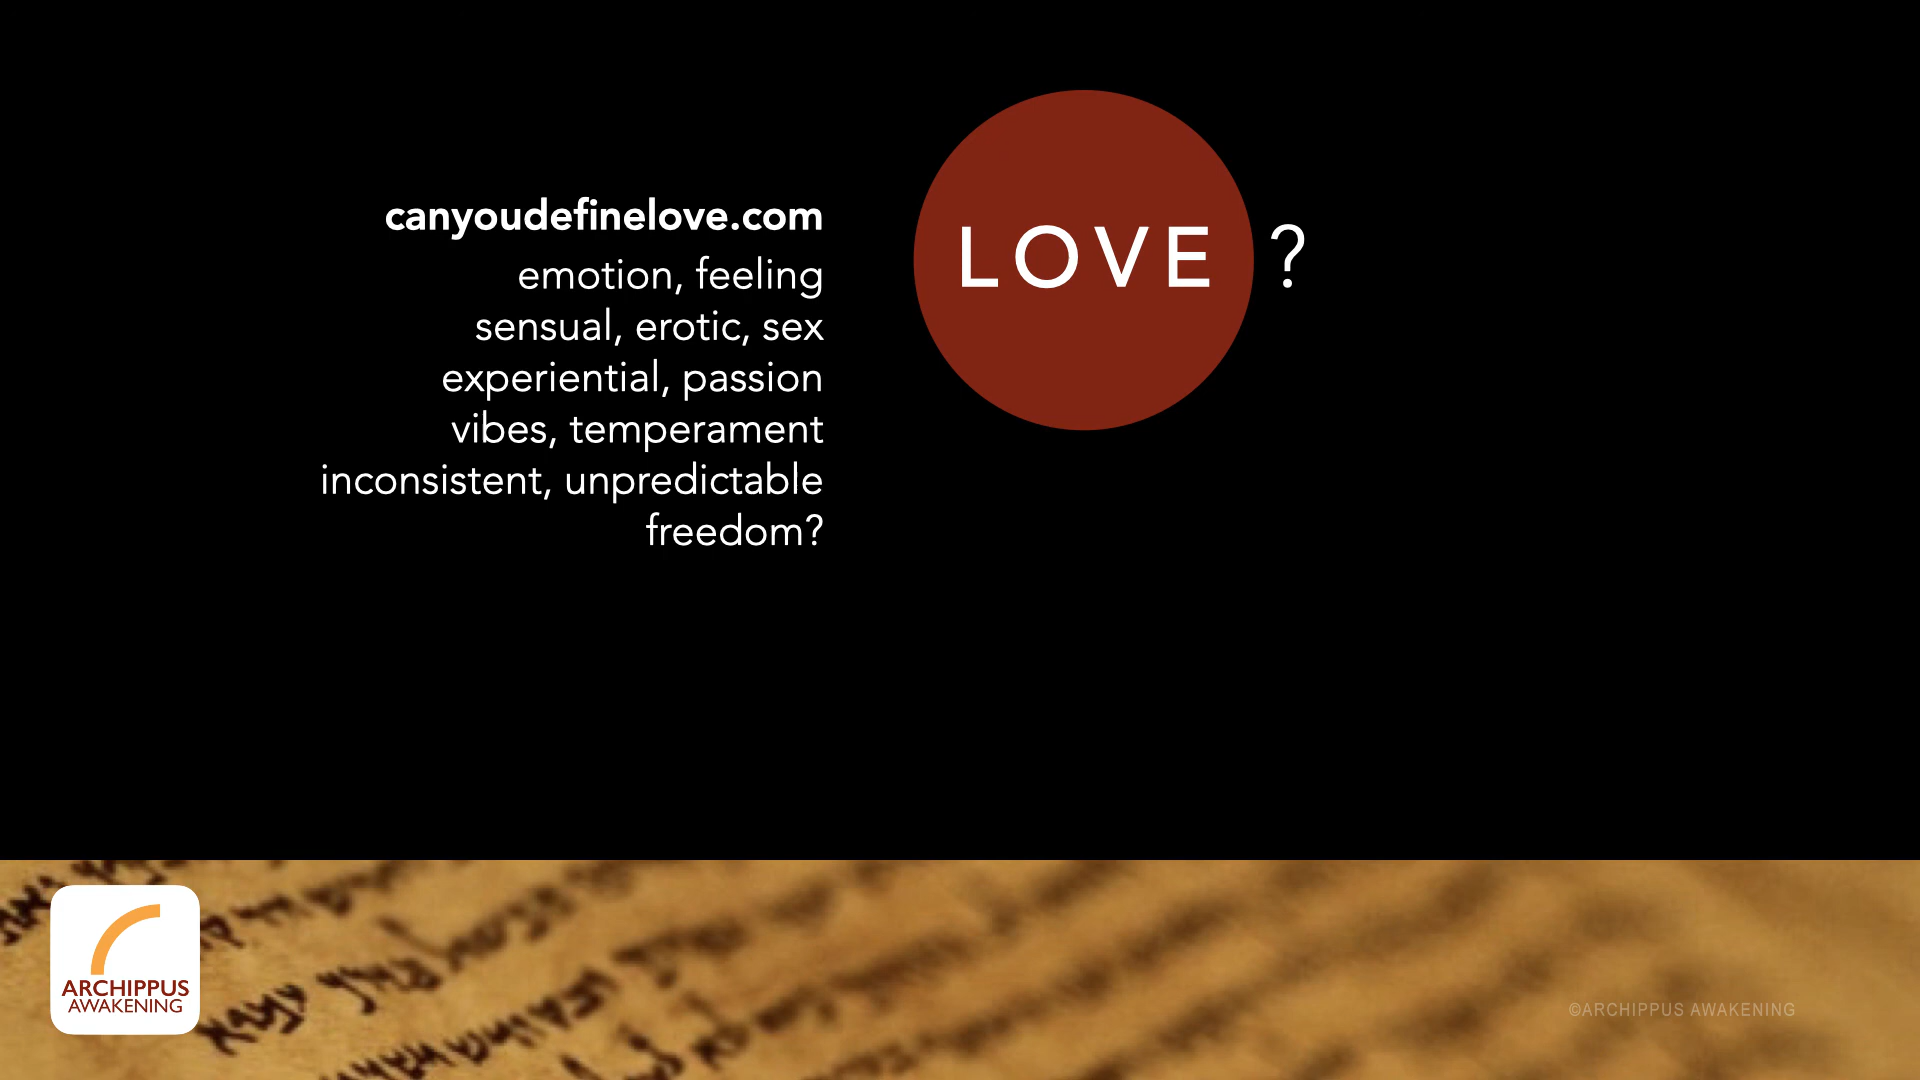 canyoudefinelove.com
emotion, feeling
sensual, erotic, sex
experiential, passion
vibes, temperament
inconsistent, unpredictable
freedom?
LOVE ?
ARCHIPPUS
AWAKENING
©ARCHIPPUS AWAKENING